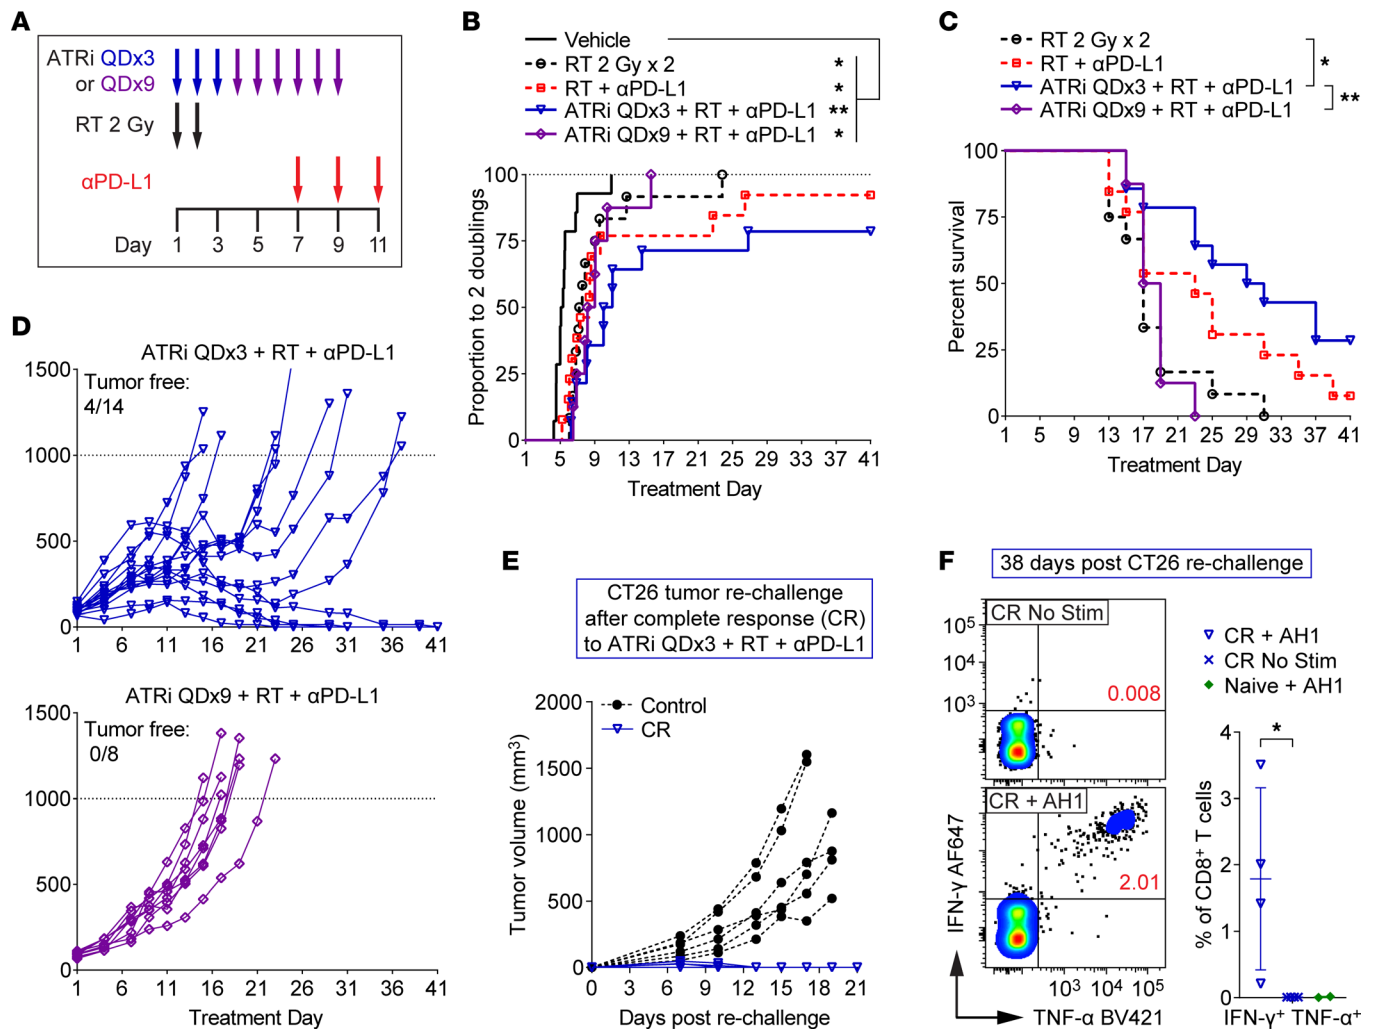 A
ATRi QDx3
or QDx9
RT 2 Gy
αPD-L1
Day 1 3 5 7 9 11
B
Vehicle
RT 2 Gy x 2 *
RT + αPD-L1 *
ATRi QDx3 + RT + αPD-L1 **
ATRi QDx9 + RT + αPD-L1 *
Proportion to 2 doublings
100
75
50
25
0
1 5 9 13 17 21 25 29 33 37 41
Treatment Day
C
RT 2 Gy x 2
RT + αPD-L1
ATRi QDx3 + RT + αPD-L1
ATRi QDx9 + RT + αPD-L1
*
**
Percent survival
100
75
50
25
0
1 5 9 13 17 21 25 29 33 37 41
Treatment Day
D
ATRi QDx3 + RT + αPD-L1
Tumor free:
4/14
1500
1000
500
0
1 6 11 16 21 26 31 36 41
ATRi QDx9 + RT + αPD-L1
Tumor free:
0/8
1500
1000
500
0
1 6 11 16 21 26 31 36 41
Treatment Day
E
CT26 tumor re-challenge
after complete response (CR)
to ATRi QDx3 + RT + αPD-L1
Control
CR
Tumor volume (mm³)
2000
1500
1000
500
0
0 3 6 9 12 15 18 21
Days post re-challenge
F
38 days post CT26 re-challenge
CR No Stim
10⁵
10⁴
10³
0.008
CR + AH1
2.01
IFN-γ AF647
10³ 10⁴ 10⁵
TNF-α BV421
CR + AH1
CR No Stim
Naive + AH1
*
% of CD8⁺ T cells
4
3
2
1
0
IFN-γ⁺ TNF-α⁺